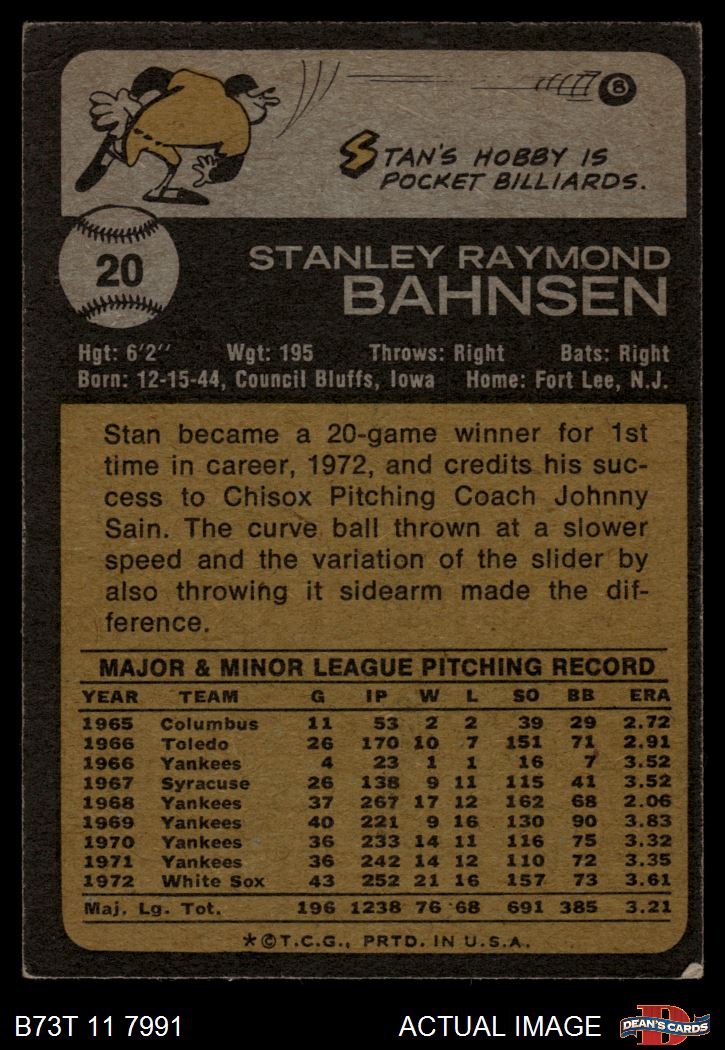 8
STAN'S HOBBY IS
POCKET BILLIARDS.
20
STANLEY RAYMOND
BAHNSEN
Hgt: 6'2'' Wgt: 195 Throws: Right Bats: Right
Born: 12-15-44, Council Bluffs, Iowa Home: Fort Lee, N.J.
Stan became a 20-game winner for 1st
time in career, 1972, and credits his suc-
cess to Chisox Pitching Coach Johnny
Sain. The curve ball thrown at a slower
speed and the variation of the slider by
also throwing it sidearm made the dif-
ference.
MAJOR & MINOR LEAGUE PITCHING RECORD
YEAR TEAM G IP W L SO BB ERA
1965 Columbus 11 53 2 2 39 29 2.72
1966 Toledo 26 170 10 7 151 71 2.91
1966 Yankees 4 23 1 1 16 7 3.52
1967 Syracuse 26 138 9 11 115 41 3.52
1968 Yankees 37 267 17 12 162 68 2.06
1969 Yankees 40 221 9 16 130 90 3.83
1970 Yankees 36 233 14 11 116 75 3.32
1971 Yankees 36 242 14 12 110 72 3.35
1972 White Sox 43 252 21 16 157 73 3.61
Maj. Lg. Tot. 196 1238 76 68 691 385 3.21
*©T.C.G., PRTD. IN U.S.A.
B73T 11 7991 ACTUAL IMAGE D DEAN'S CARDS